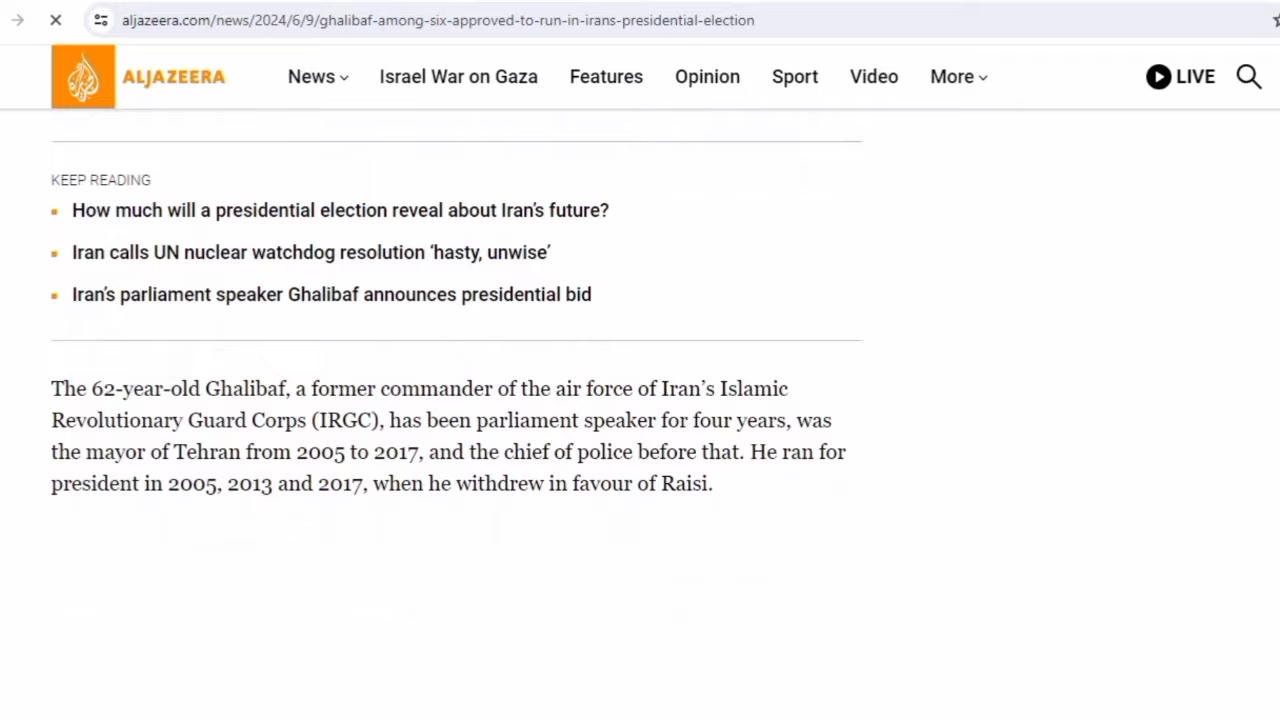 aljazeera.com/news/2024/6/9/ghalibaf-among-six-approved-to-run-in-irans-presidential-election
ALJAZEERA News Israel War on Gaza Features Opinion Sport Video More LIVE
KEEP READING
How much will a presidential election reveal about Iran’s future?
Iran calls UN nuclear watchdog resolution ‘hasty, unwise’
Iran’s parliament speaker Ghalibaf announces presidential bid
The 62-year-old Ghalibaf, a former commander of the air force of Iran’s Islamic
Revolutionary Guard Corps (IRGC), has been parliament speaker for four years, was
the mayor of Tehran from 2005 to 2017, and the chief of police before that. He ran for
president in 2005, 2013 and 2017, when he withdrew in favour of Raisi.